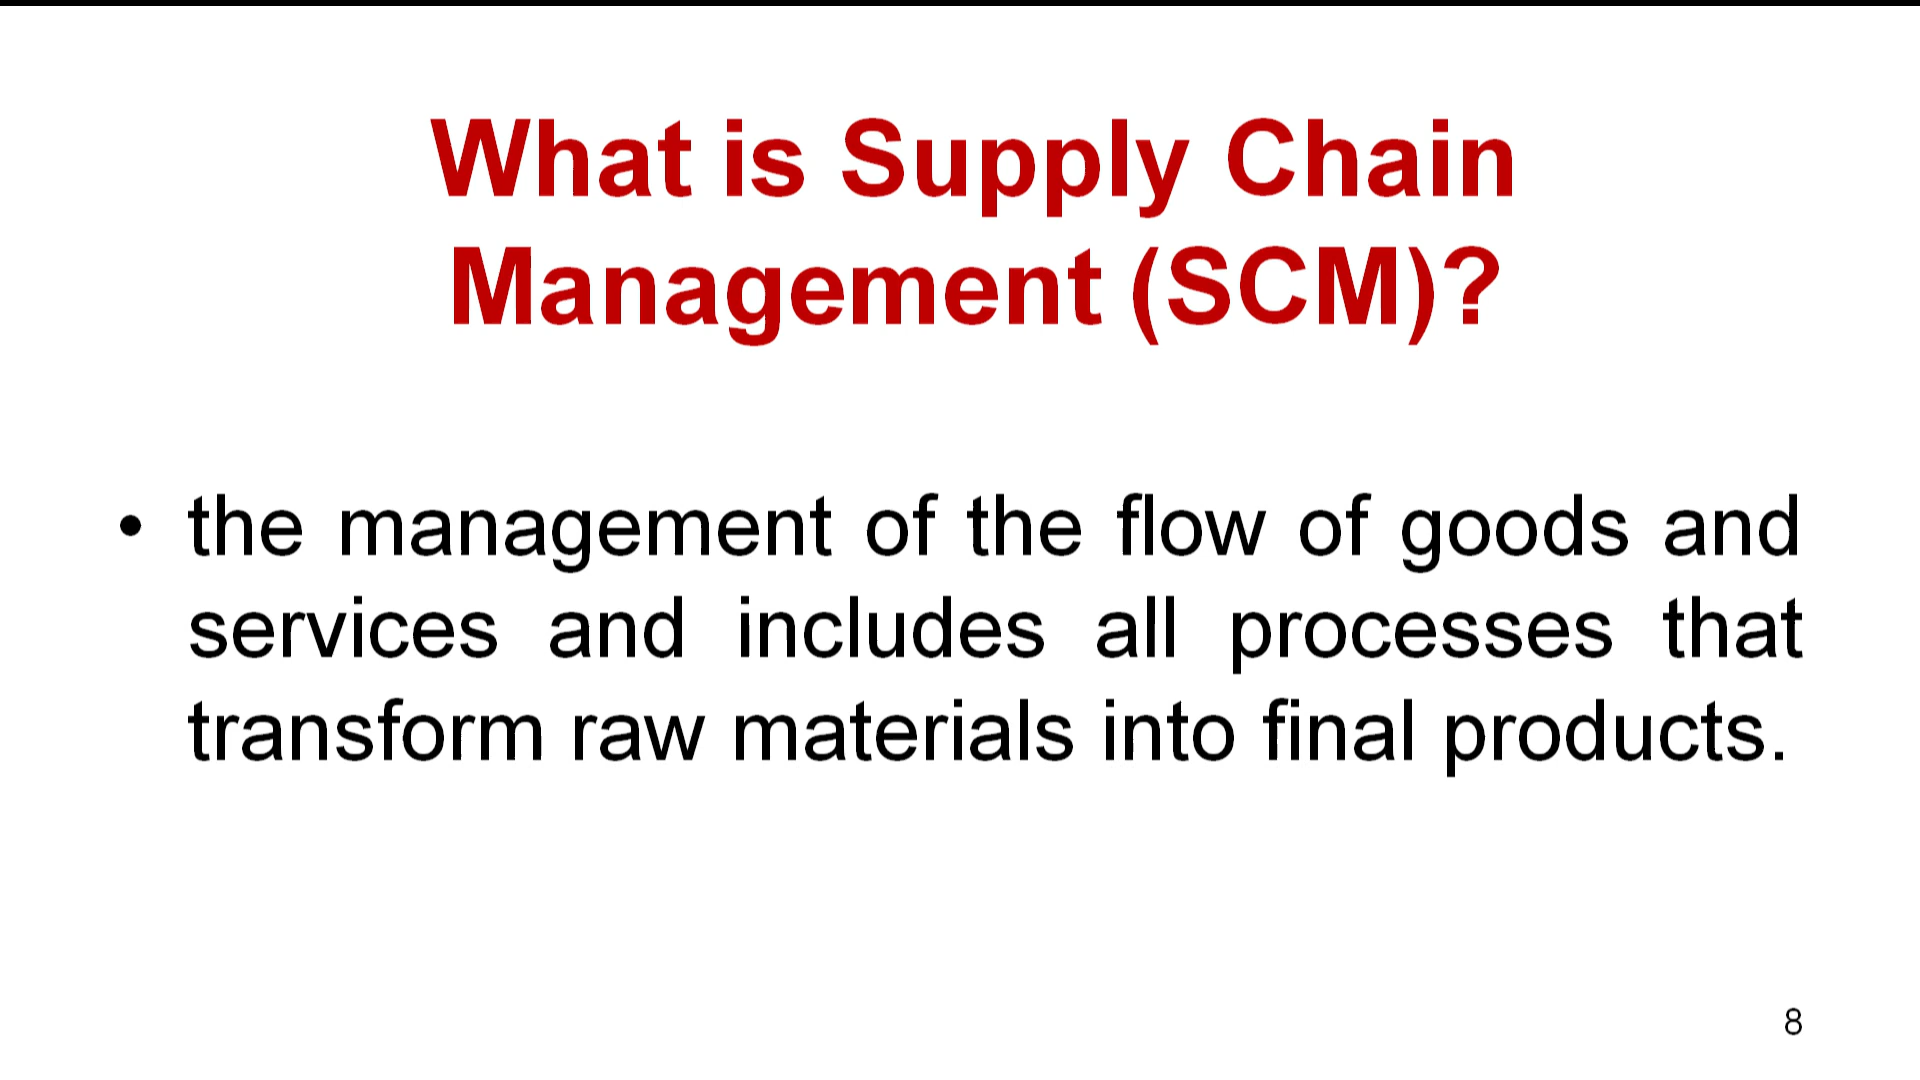 What is Supply Chain
Management (SCM)?
• the management of the flow of goods and
services and includes all processes that
transform raw materials into final products.
8